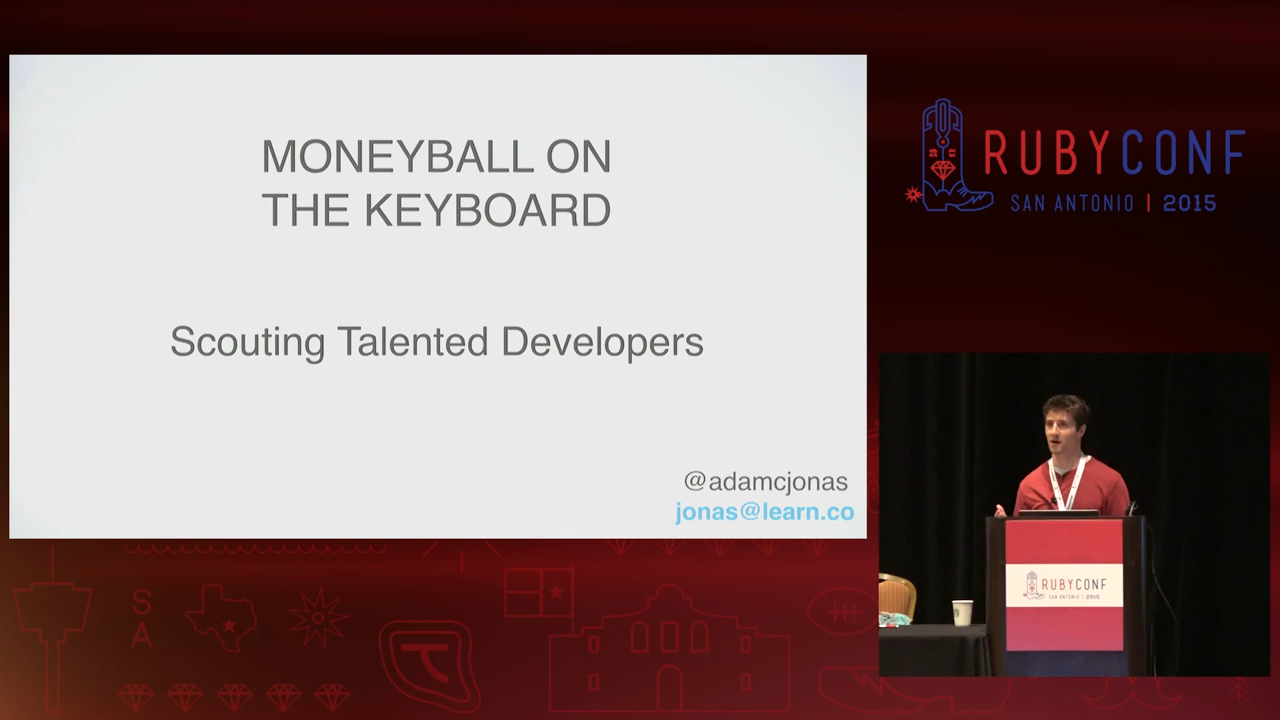 MONEYBALL ON
THE KEYBOARD
Scouting Talented Developers
@adamcjonas
jonas@learn.co
RUBYCONF
SAN ANTONIO | 2015
RUBYCONF
SAN ANTONIO | 2015
S
A